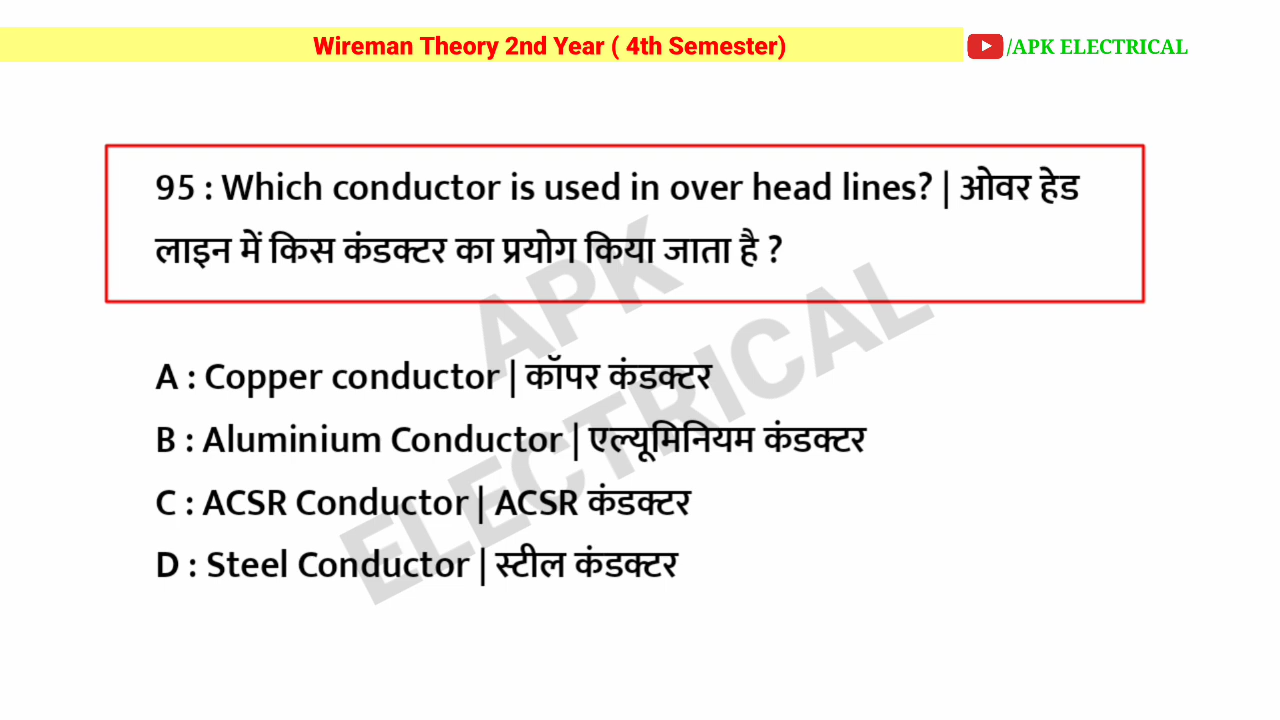 Wireman Theory 2nd Year ( 4th Semester)
/APK ELECTRICAL
95 : Which conductor is used in over head lines? | ओवर हेड
लाइन में किस कंडक्टर का प्रयोग किया जाता है ?
APK
ELECTRICAL
A : Copper conductor | कॉपर कंडक्टर
B : Aluminium Conductor | एल्यूमिनियम कंडक्टर
C : ACSR Conductor | ACSR कंडक्टर
D : Steel Conductor | स्टील कंडक्टर